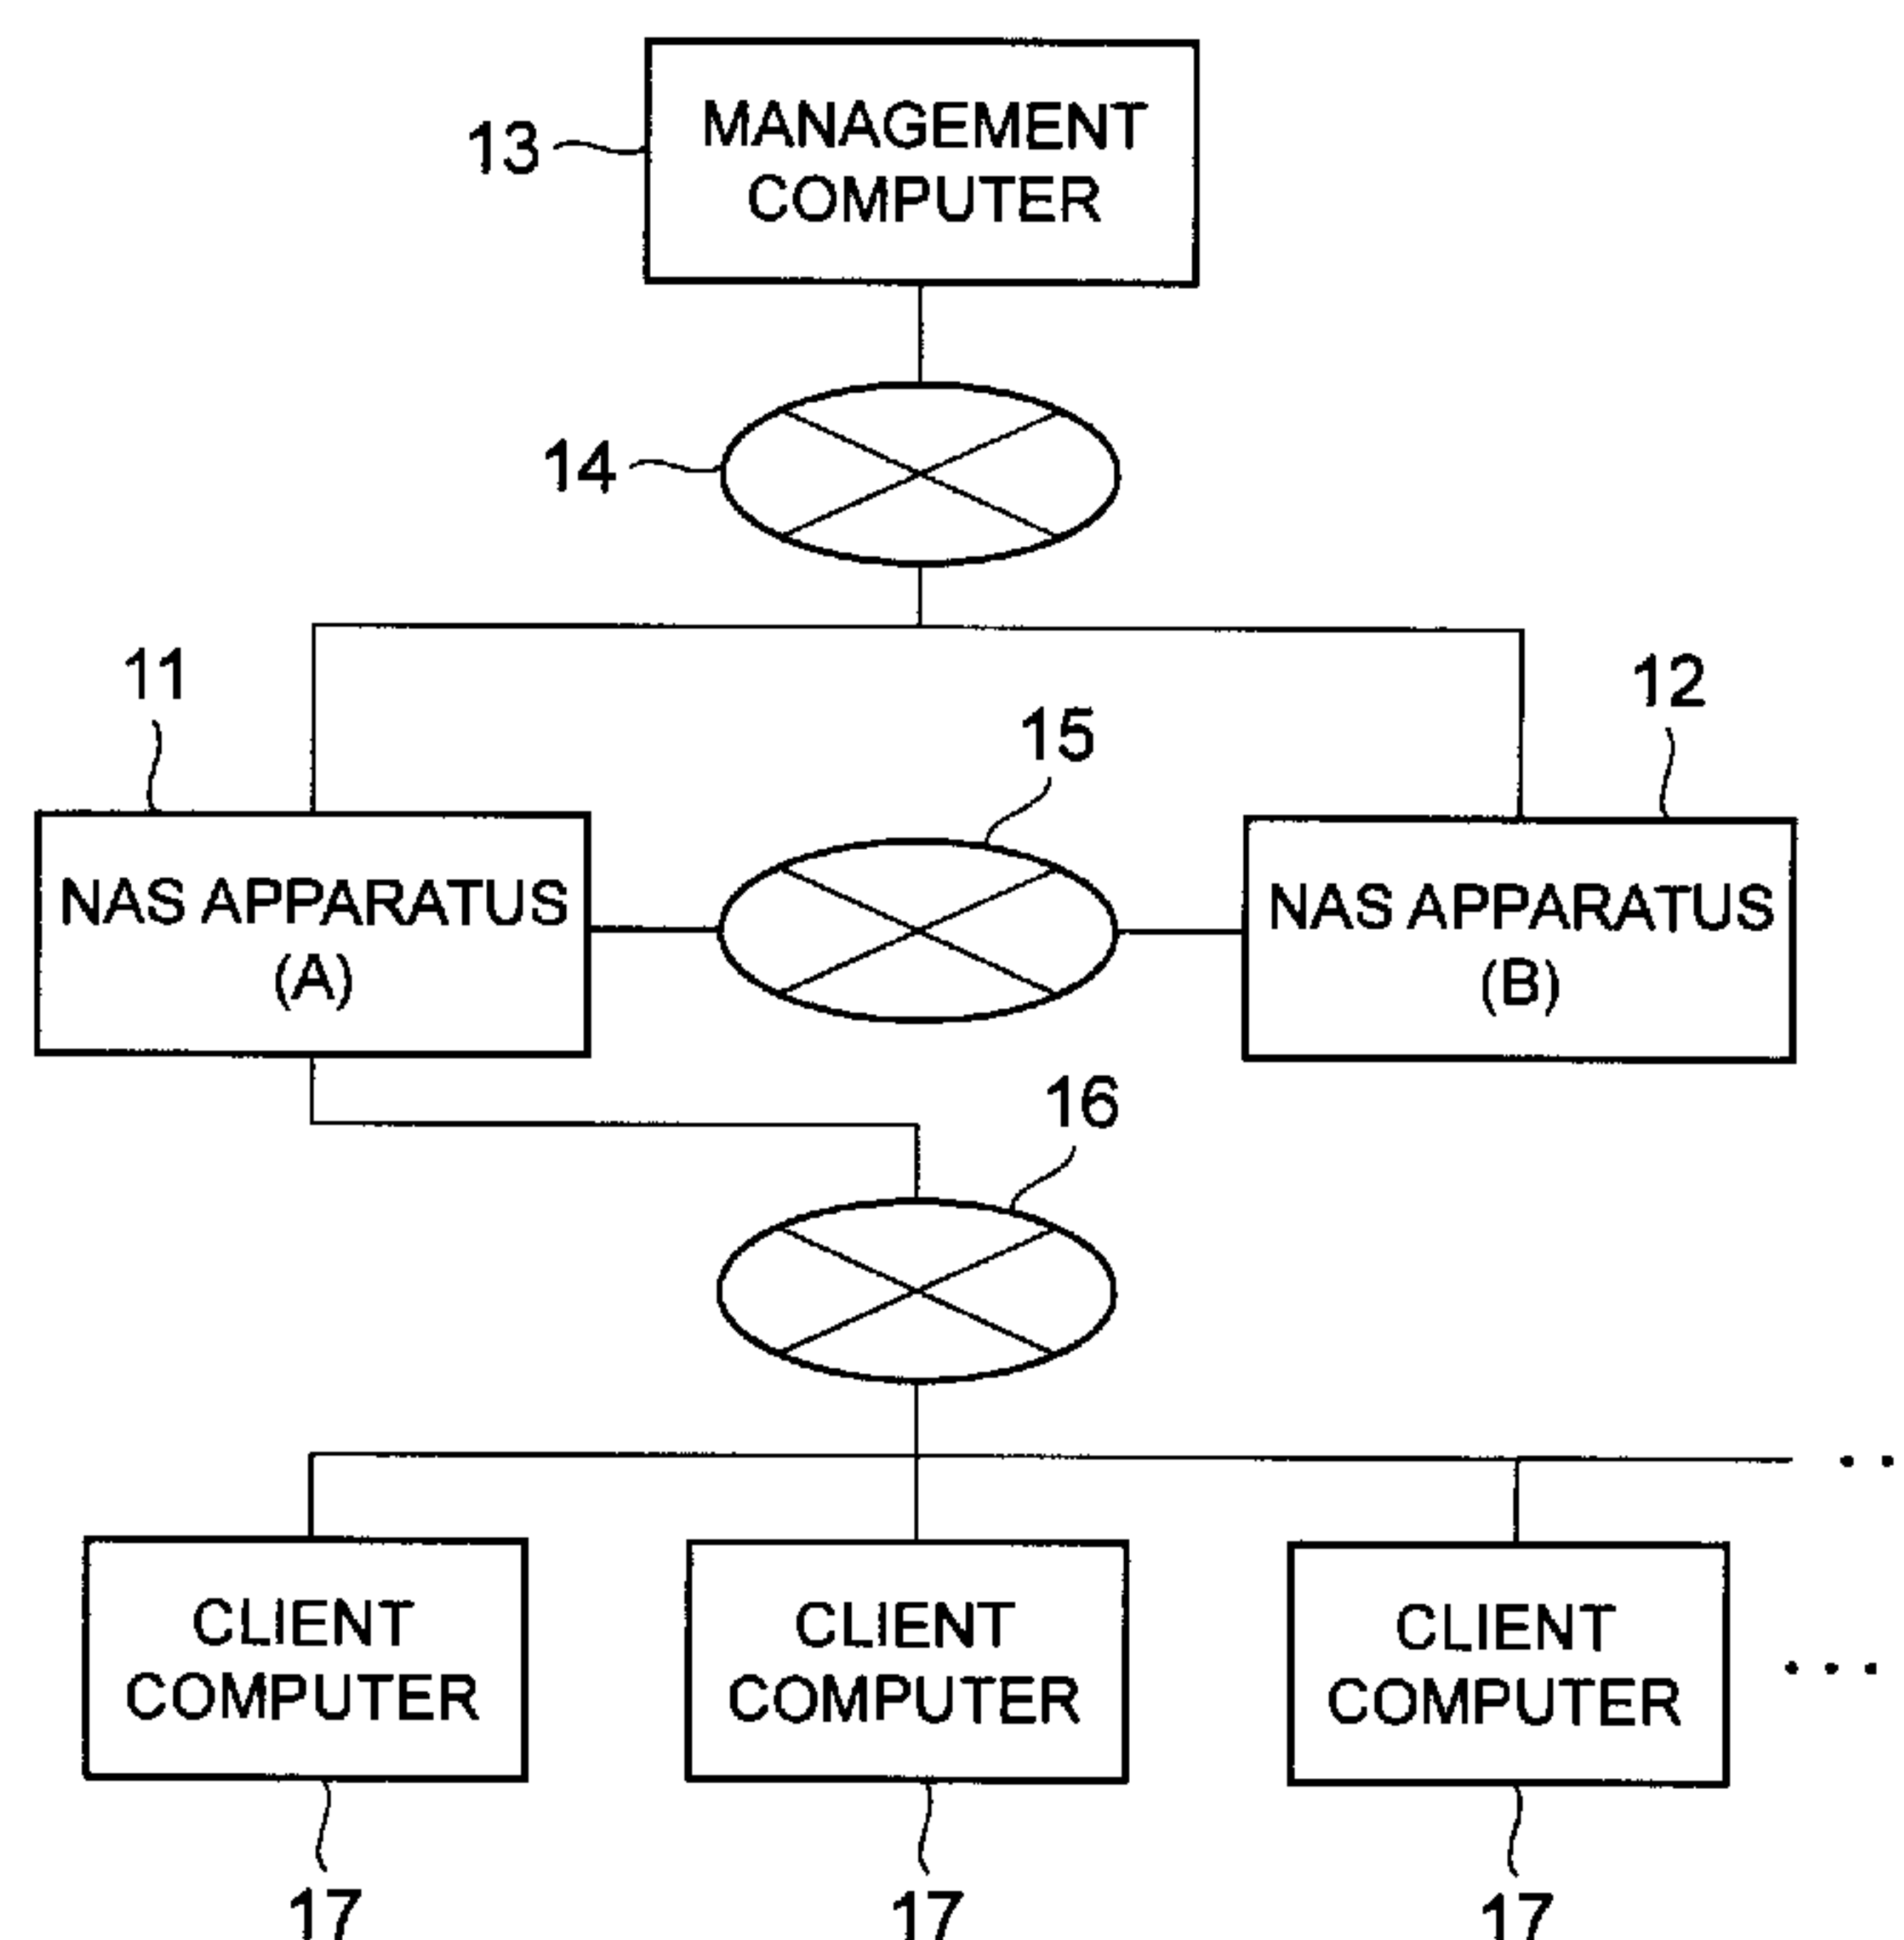 13
MANAGEMENT
COMPUTER
14
11
12
15
NAS APPARATUS
(A)
NAS APPARATUS
(B)
16
CLIENT
COMPUTER
CLIENT
COMPUTER
CLIENT
COMPUTER
17
17
17